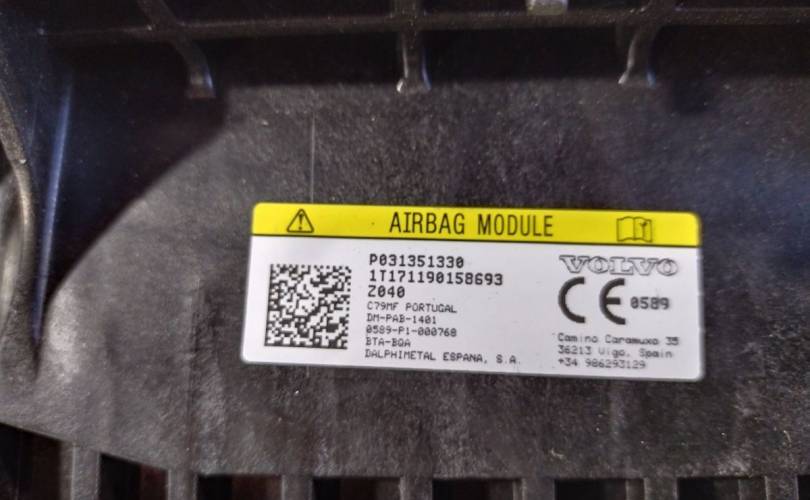 AIRBAG MODULE
P031351330
1T171190158693
Z040
C79MF PORTUGAL
DM-PAB-1401
0589-P1-000768
BTA-BQA
DALPHIMETAL ESPANA, S.A.
VOLVO
CE 0589
Camino Caramuxo 35
36213 Vigo, Spain
+34 986293129